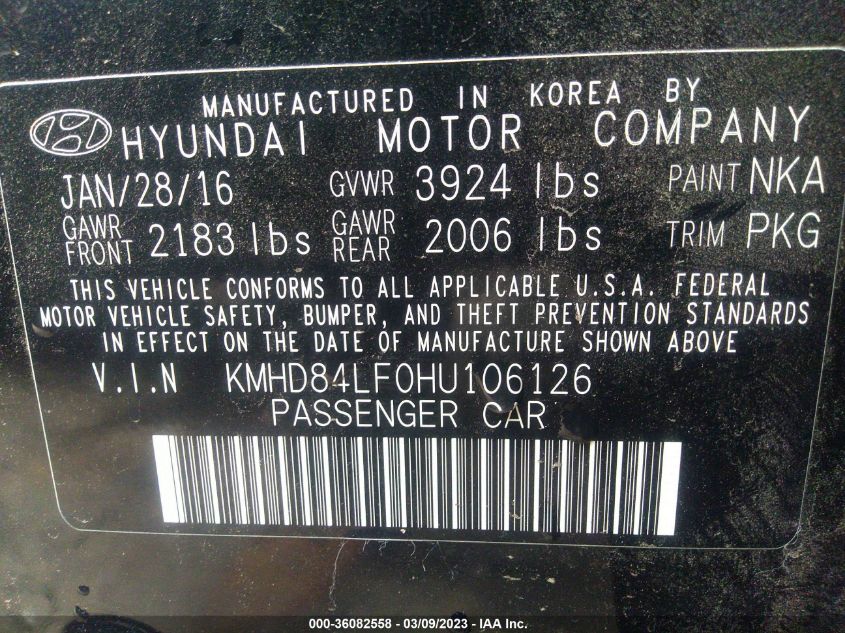 MANUFACTURED IN KOREA BY
HYUNDAI MOTOR COMPANY
JAN/28/16 GVWR 3924 lbs PAINT NKA
GAWR FRONT 2183 lbs GAWR REAR 2006 lbs TRIM PKG
THIS VEHICLE CONFORMS TO ALL APPLICABLE U.S.A. FEDERAL
MOTOR VEHICLE SAFETY, BUMPER, AND THEFT PREVENTION STANDARDS
IN EFFECT ON THE DATE OF MANUFACTURE SHOWN ABOVE
V.I.N KMHD84LF0HU106126
PASSENGER CAR
000-36082558 - 03/09/2023 - IAA Inc.